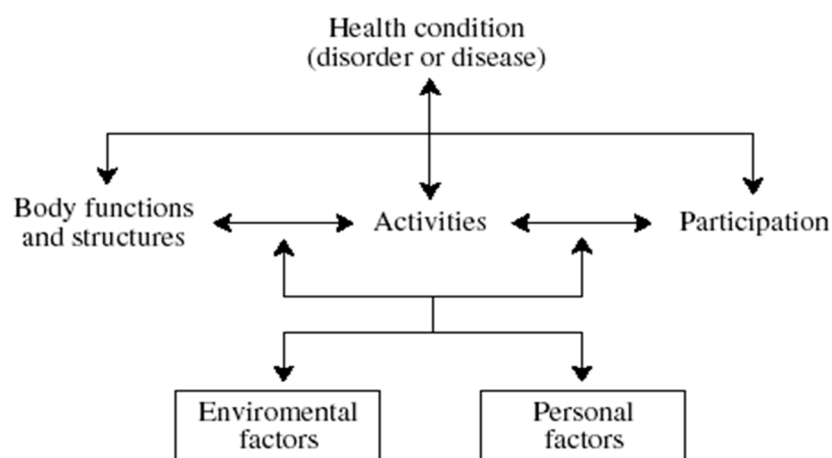 Health condition
(disorder or disease)
Body functions
and structures
Activities
Participation
Enviromental
factors
Personal
factors